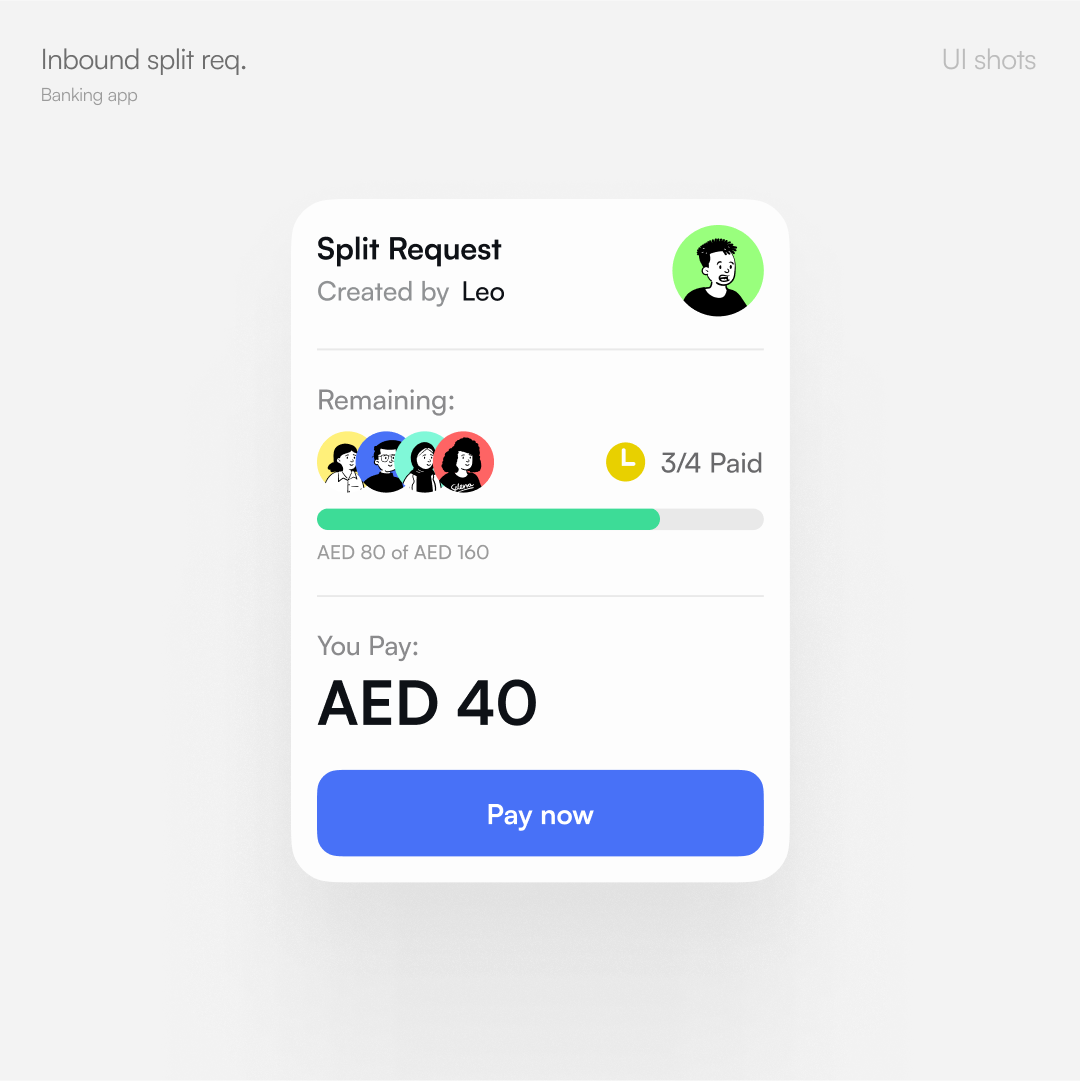 Inbound split req.
UI shots
Banking app
Split Request
Created by Leo
Remaining:
3/4 Paid
AED 80 of AED 160
You Pay:
AED 40
Pay now